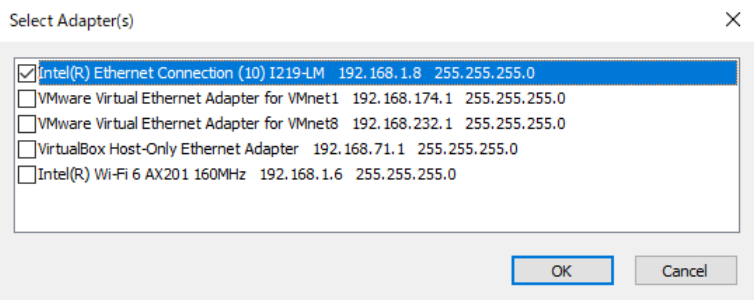 Select Adapter(s)
Intel(R) Ethernet Connection (10) I219-LM 192.168.1.8 255.255.255.0
VMware Virtual Ethernet Adapter for VMnet1 192.168.174.1 255.255.255.0
VMware Virtual Ethernet Adapter for VMnet8 192.168.232.1 255.255.255.0
VirtualBox Host-Only Ethernet Adapter 192.168.71.1 255.255.255.0
Intel(R) Wi-Fi 6 AX201 160MHz 192.168.1.6 255.255.255.0
OK Cancel